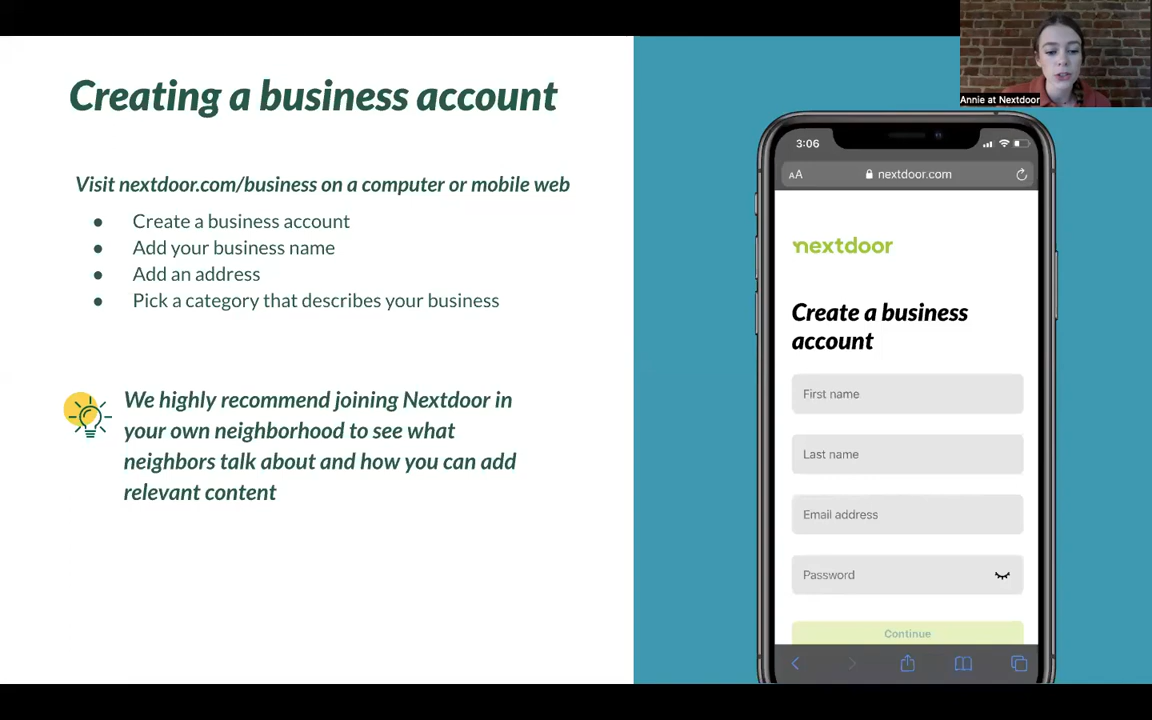 Creating a business account
Visit nextdoor.com/business on a computer or mobile web
● Create a business account
● Add your business name
● Add an address
● Pick a category that describes your business
We highly recommend joining Nextdoor in
your own neighborhood to see what
neighbors talk about and how you can add
relevant content
Annie at Nextdoor
3:06
AA nextdoor.com
nextdoor
Create a business
account
First name
Last name
Email address
Password
Continue